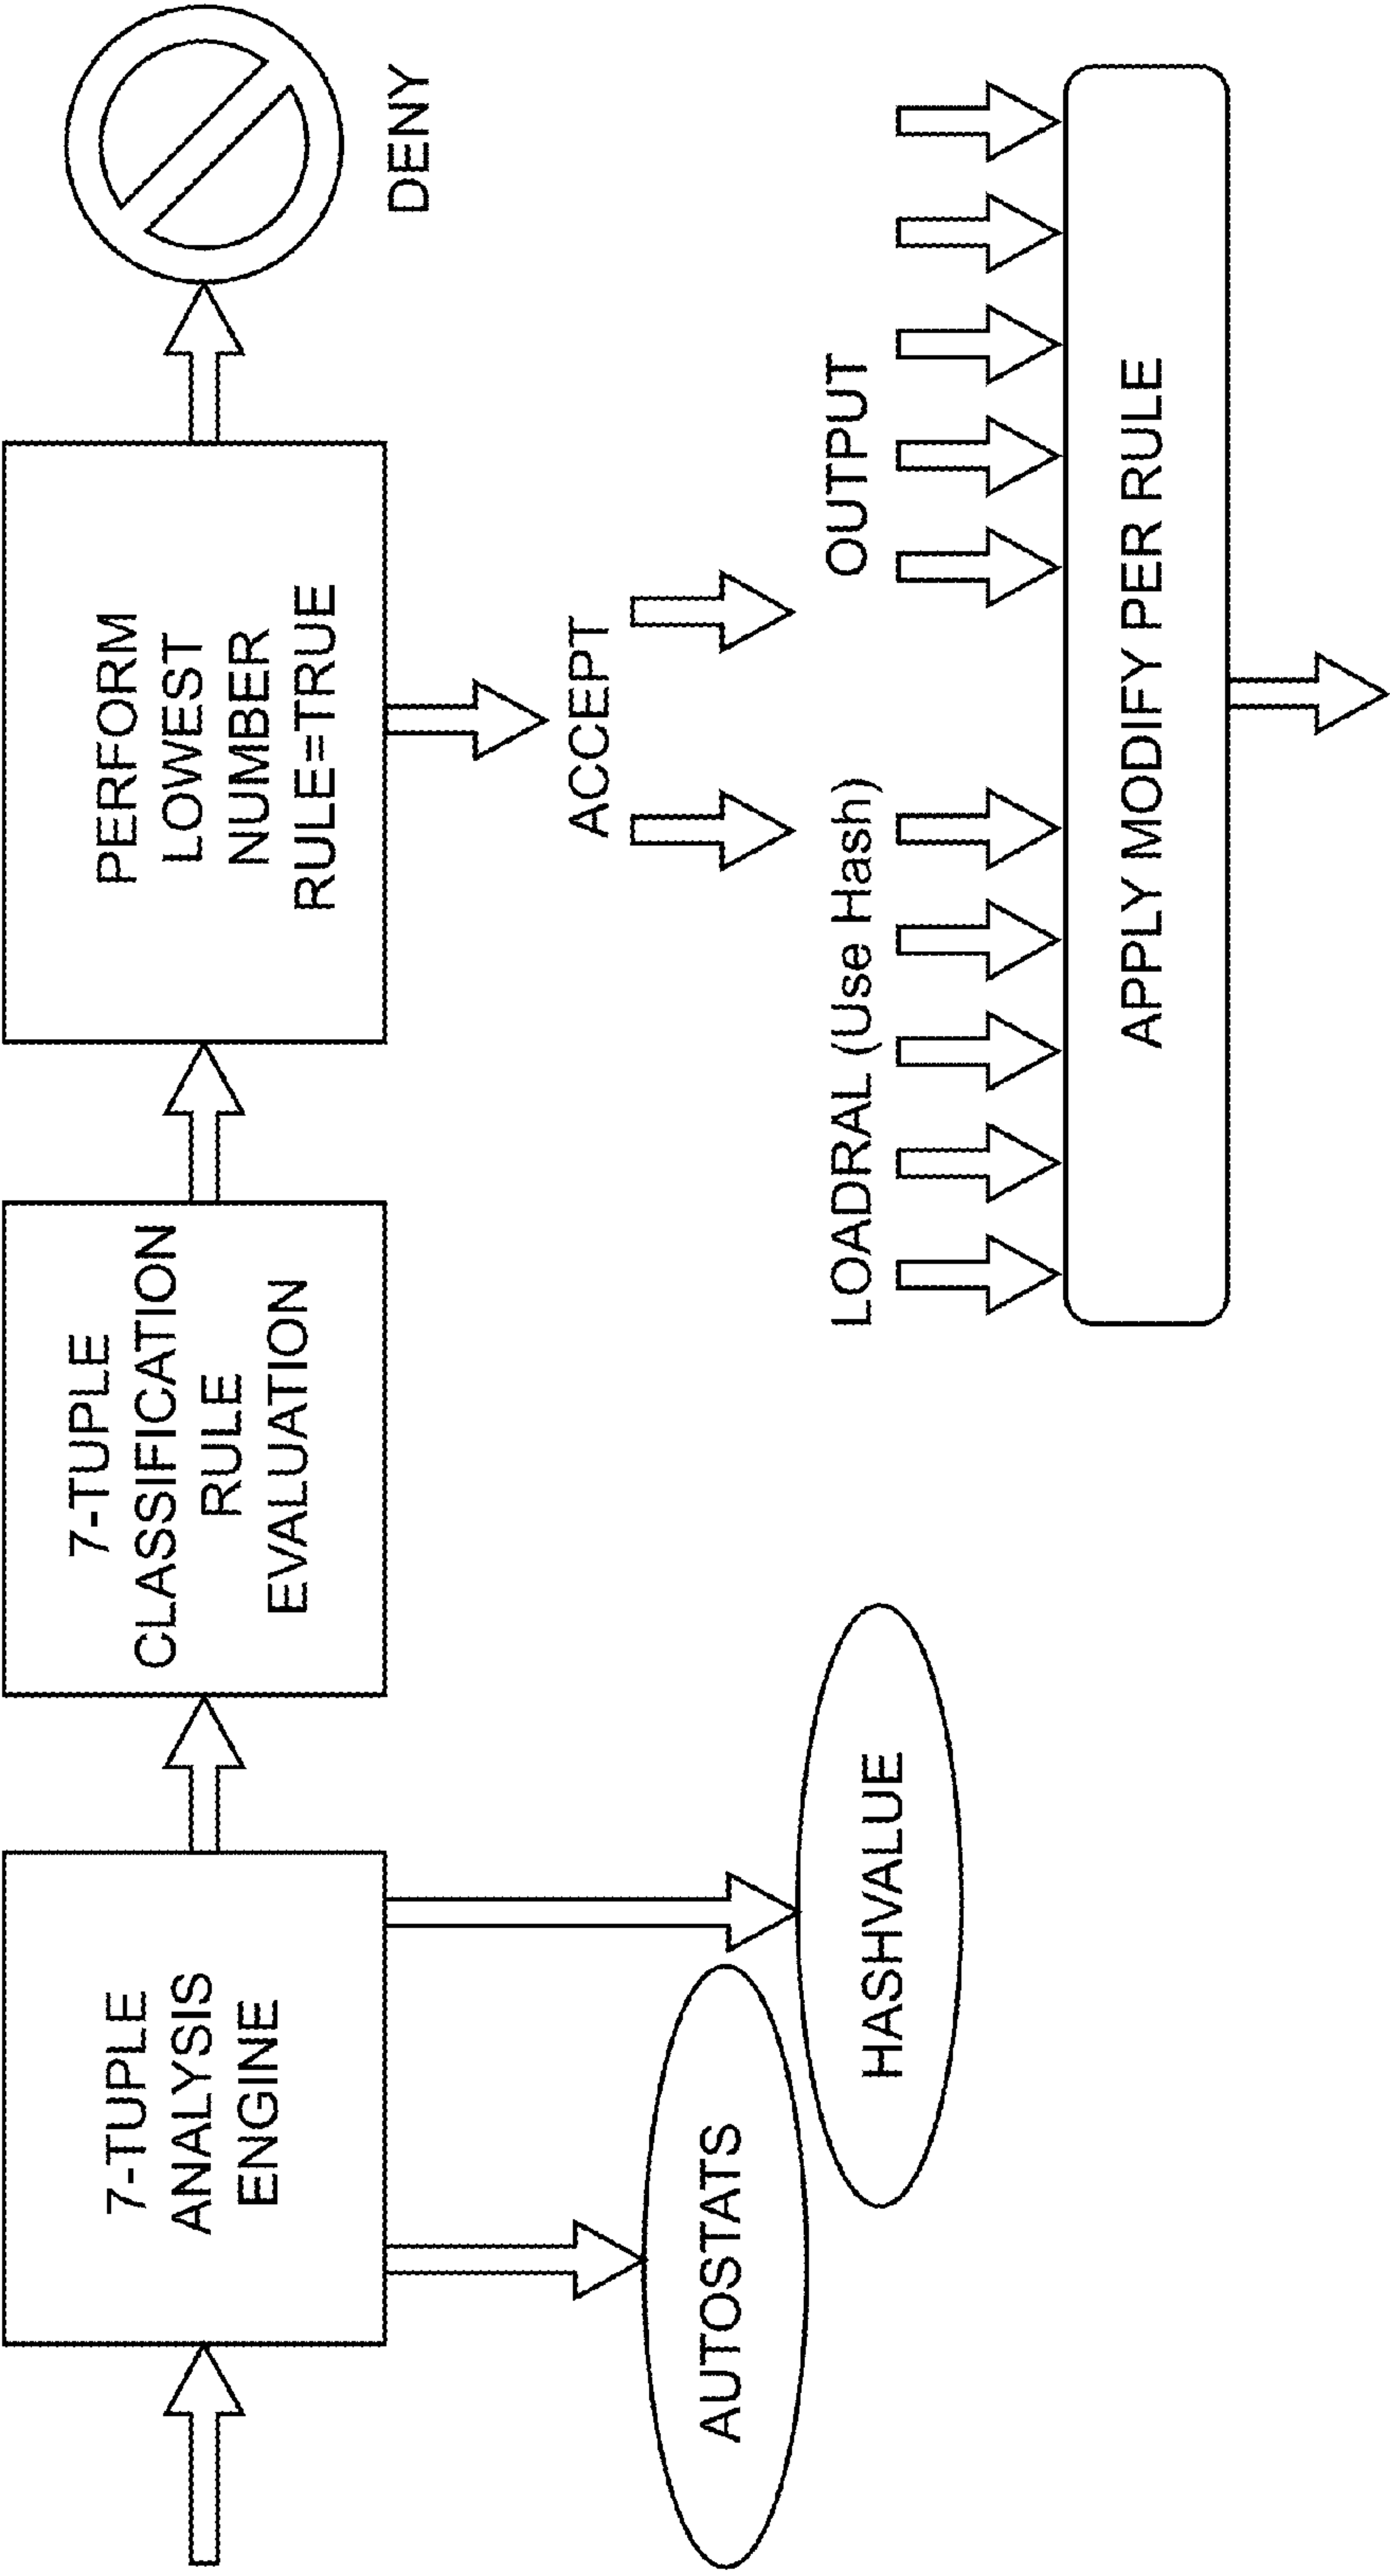 7-TUPLE
ANALYSIS
ENGINE
7-TUPLE
CLASSIFICATION
RULE
EVALUATION
PERFORM
LOWEST
NUMBER
RULE=TRUE
DENY
ACCEPT
AUTOSTATS
HASHVALUE
LOADRAL (Use Hash)
OUTPUT
APPLY MODIFY PER RULE